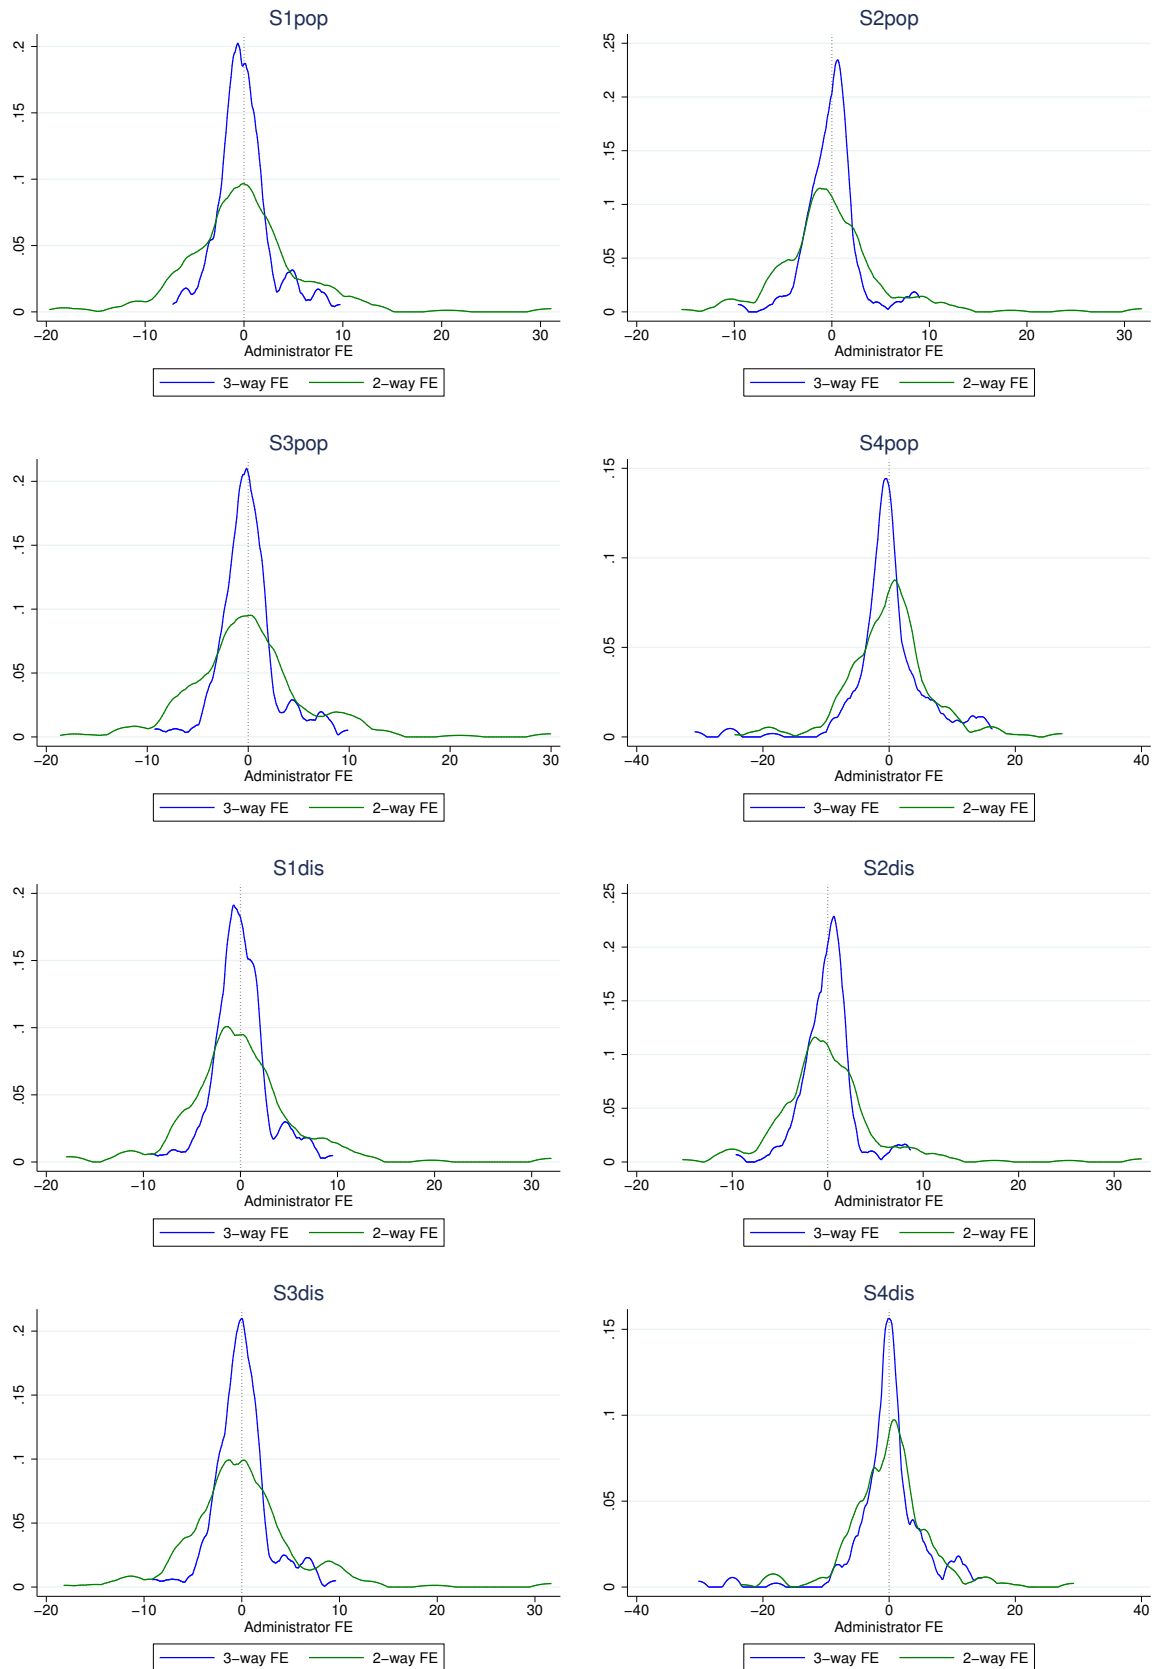 S1pop
.2
.15
.1
.05
0
−20 −10 0 10 20 30
Administrator FE
3−way FE 2−way FE
S2pop
.25
.2
.15
.1
.05
0
−20 −10 0 10 20 30
Administrator FE
3−way FE 2−way FE
S3pop
.2
.15
.1
.05
0
−20 −10 0 10 20 30
Administrator FE
3−way FE 2−way FE
S4pop
.15
.1
.05
0
−40 −20 0 20 40
Administrator FE
3−way FE 2−way FE
S1dis
.2
.15
.1
.05
0
−20 −10 0 10 20 30
Administrator FE
3−way FE 2−way FE
S2dis
.25
.2
.15
.1
.05
0
−20 −10 0 10 20 30
Administrator FE
3−way FE 2−way FE
S3dis
.2
.15
.1
.05
0
−20 −10 0 10 20 30
Administrator FE
3−way FE 2−way FE
S4dis
.15
.1
.05
0
−40 −20 0 20 40
Administrator FE
3−way FE 2−way FE